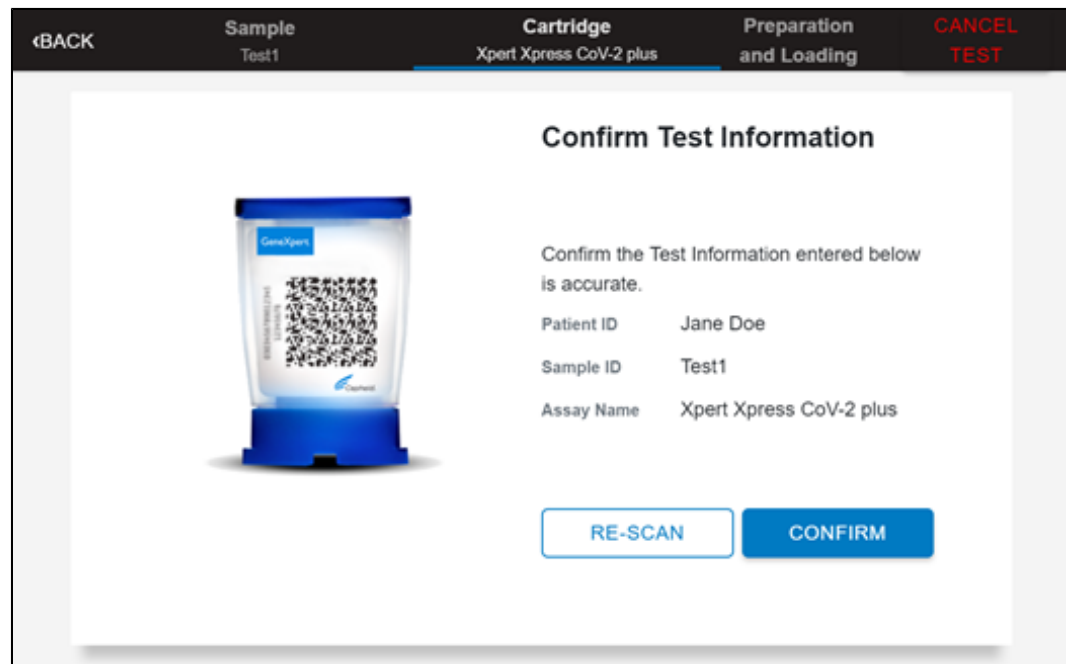 ‹BACK
Sample
Test1
Cartridge
Xpert Xpress CoV-2 plus
Preparation
and Loading
CANCEL
TEST
Confirm Test Information
GeneXpert
Cepheid
Confirm the Test Information entered below
is accurate.
Patient ID Jane Doe
Sample ID Test1
Assay Name Xpert Xpress CoV-2 plus
RE-SCAN
CONFIRM